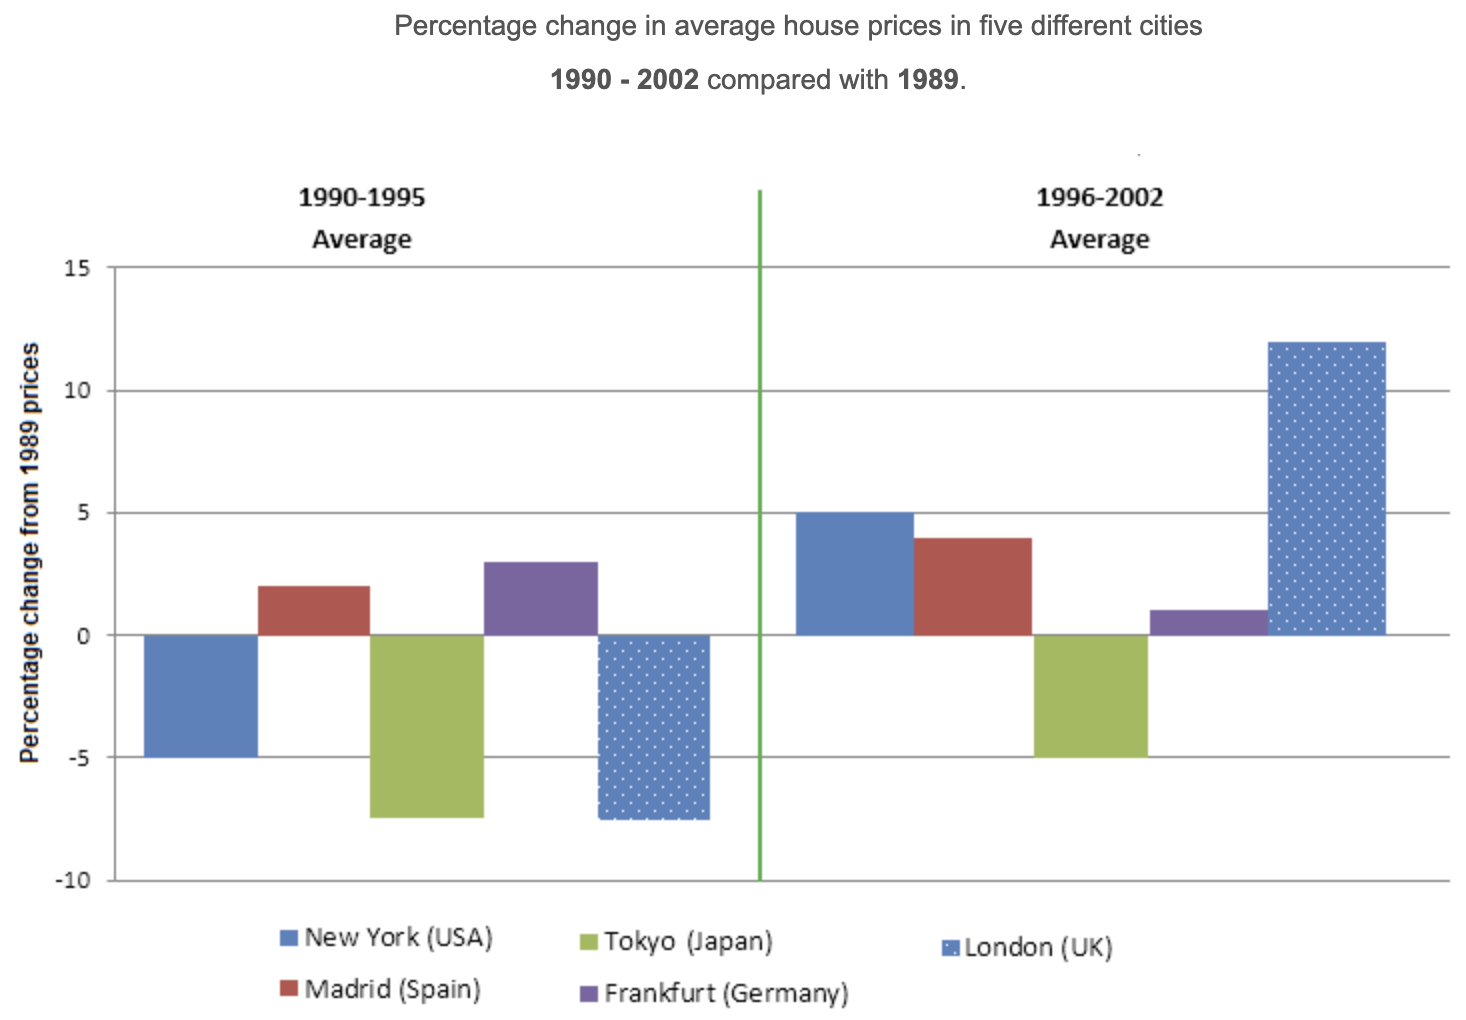 Percentage change in average house prices in five different cities
1990 - 2002 compared with 1989.
1990-1995
Average
1996-2002
Average
Percentage change from 1989 prices
15
10
5
0
-5
-10
New York (USA)
Tokyo (Japan)
London (UK)
Madrid (Spain)
Frankfurt (Germany)